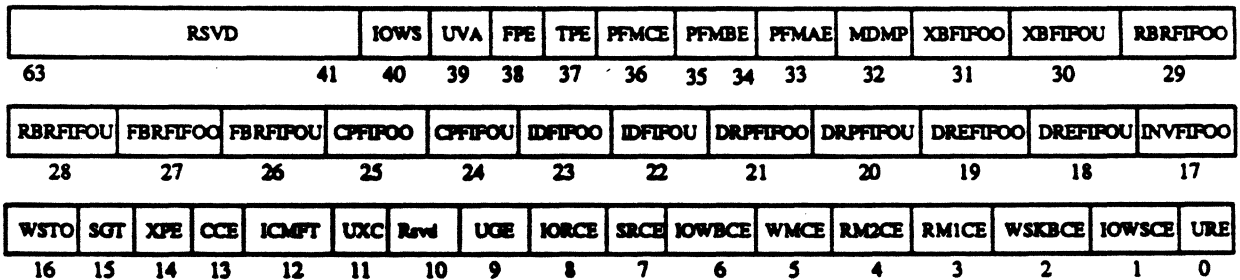 RSVD IOWS UVA FPE TPE PFMCE PFMBE PFMAE MDMP XBFIFOO XBFIFOU RBRFIFOO
63 41 40 39 38 37 36 35 34 33 32 31 30 29
RBRFIFOU FBRFIFOO FBRFIFOU CPFIFOO CPFIFOU IDFIFOO IDFIFOU DRPFIFOO DRPFIFOU DREFIFOO DREFIFOU INVFIFOO
28 27 26 25 24 23 22 21 20 19 18 17
WSTO SGT XPE CCE ICMFT UXC Rsvd UGE IORCE SRCE IOWBCE WMCE RM2CE RM1CE WSKBCE IOWSCE URE
16 15 14 13 12 11 10 9 8 7 6 5 4 3 2 1 0